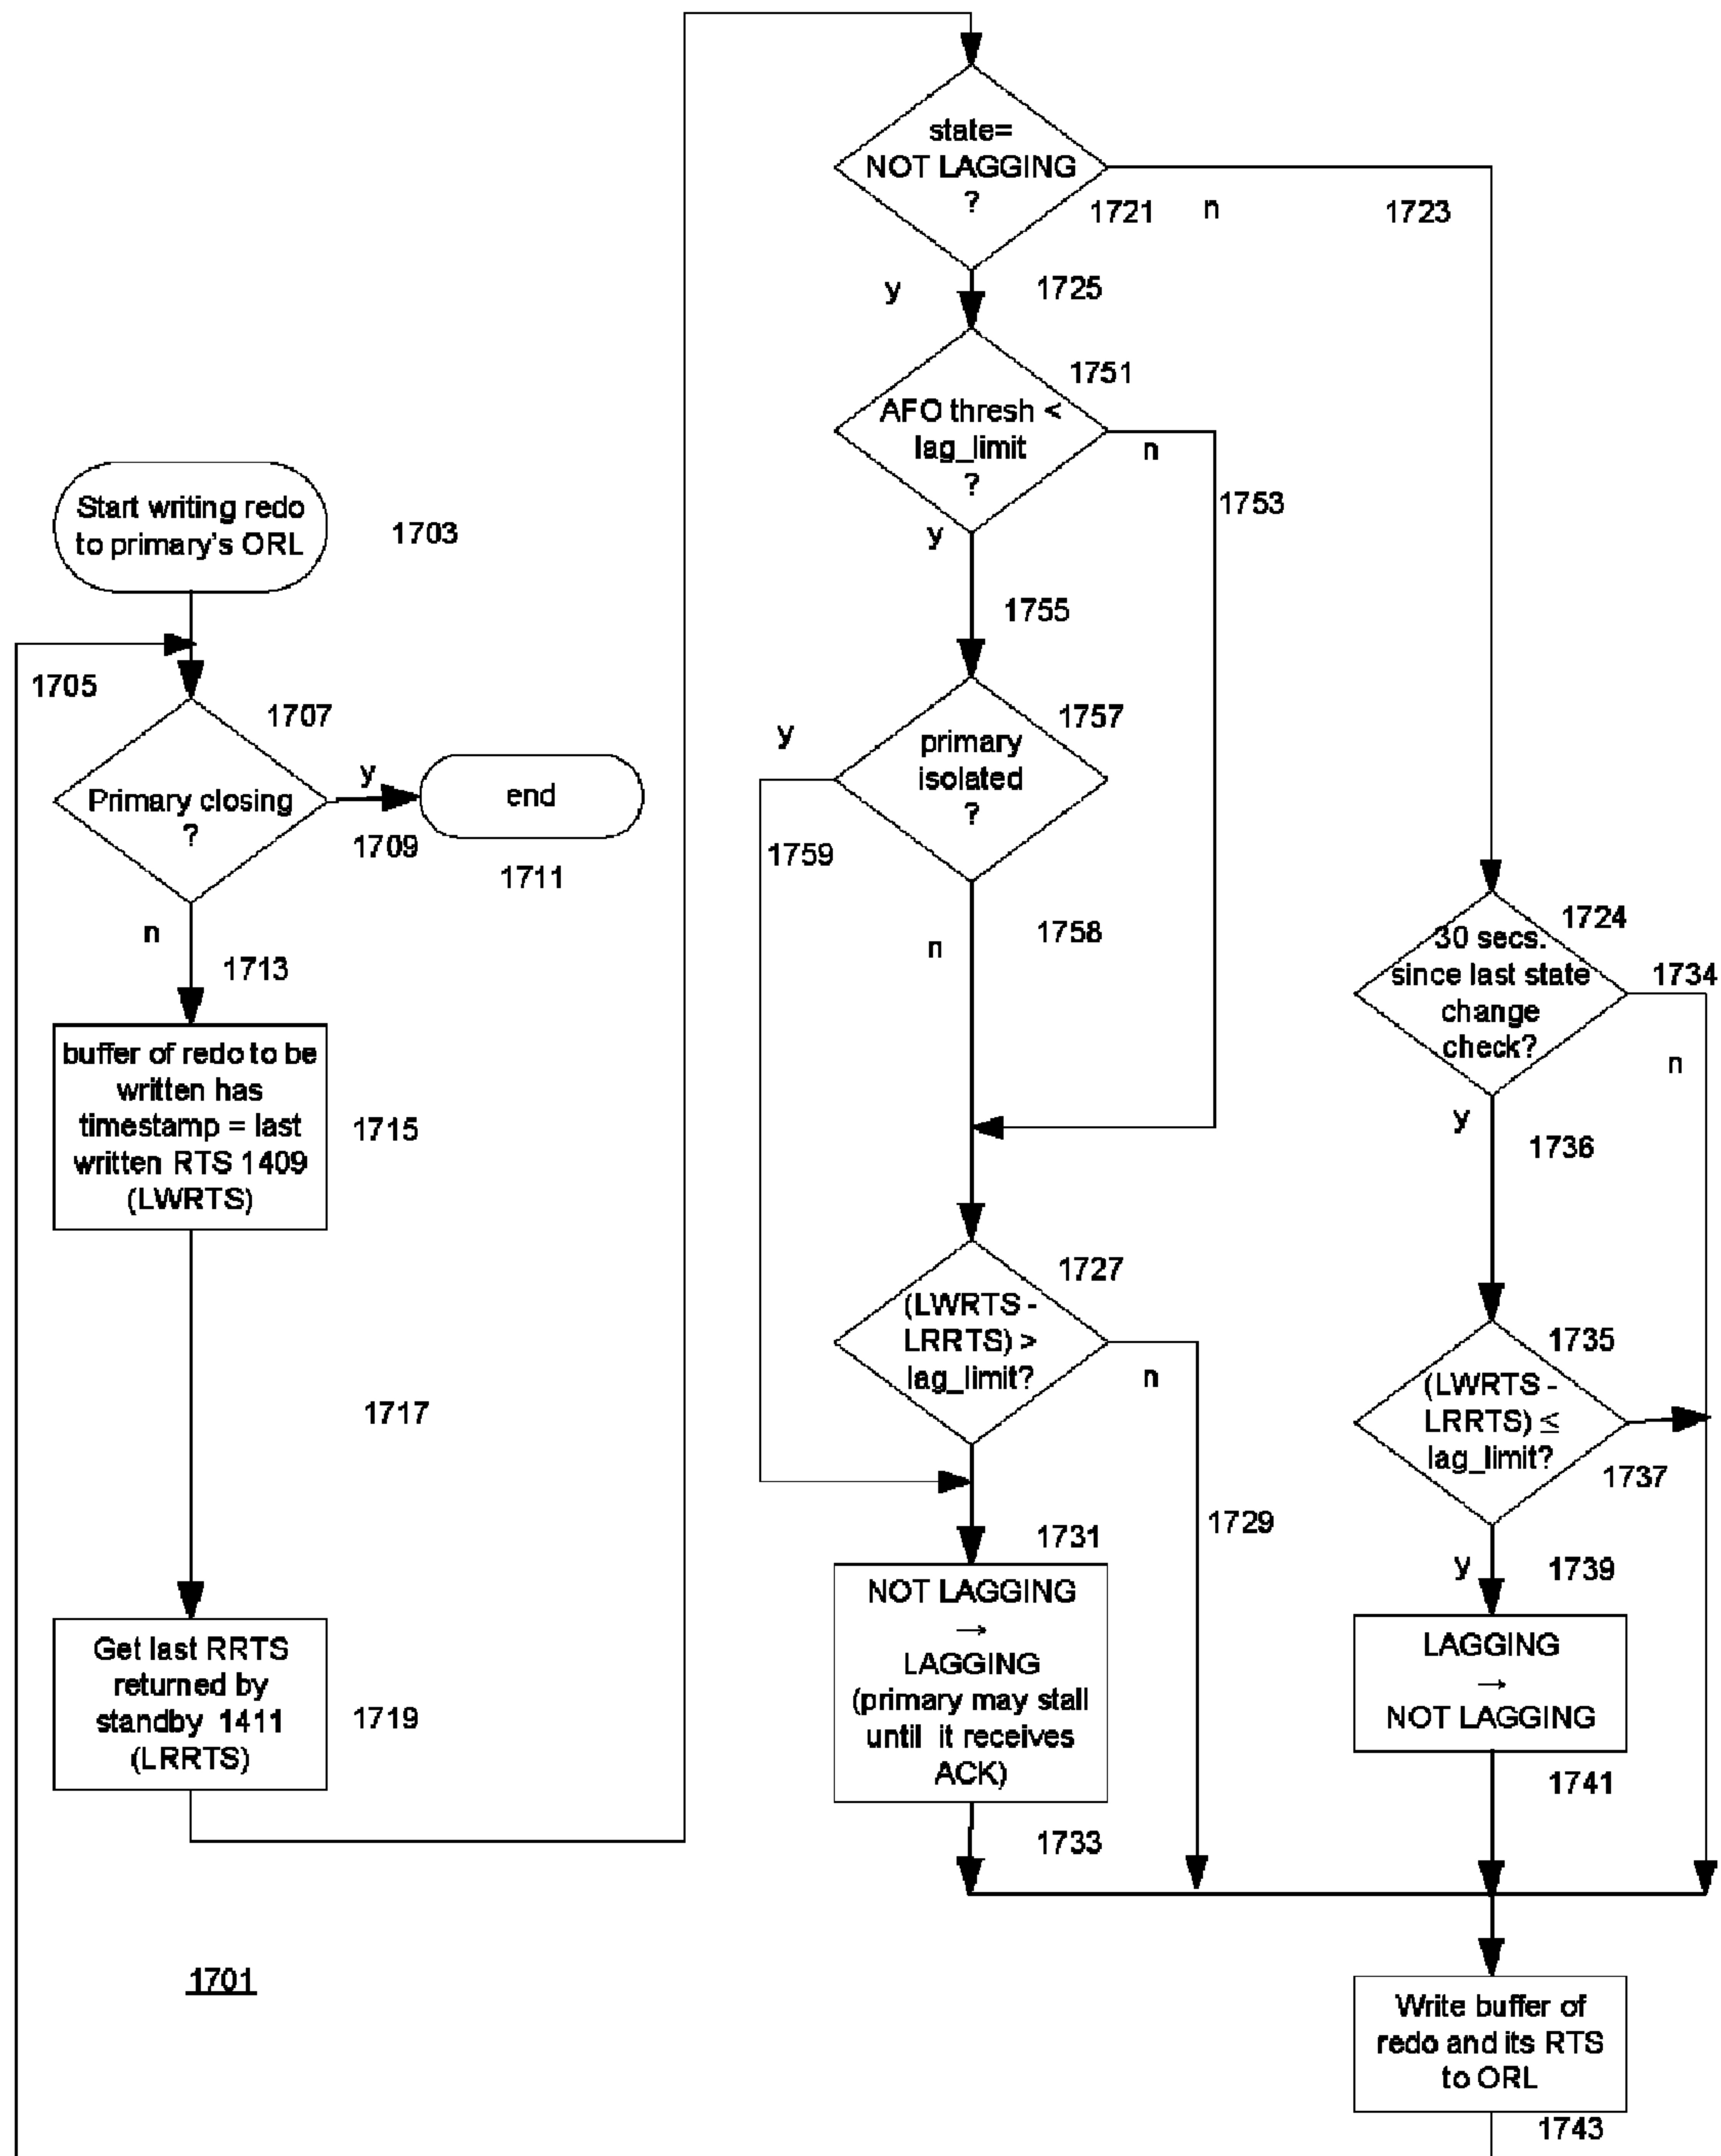 Start writing redo
to primary's ORL
1703
1705
1707
Primary closing
?
y
1709
end
1711
n
1713
buffer of redo to be
written has
timestamp = last
written RTS 1409
(LWRTS)
1715
1717
Get last RRTS
returned by
standby 1411
(LRRTS)
1719
1701
state=
NOT LAGGING
?
1721
n
1723
y
1725
1751
AFO thresh <
lag_limit
?
n
1753
y
1755
1757
primary
isolated
?
y
1759
n
1758
1727
(LWRTS -
LRRTS) >
lag_limit?
n
1729
1731
NOT LAGGING
→
LAGGING
(primary may stall
until it receives
ACK)
1733
1724
30 secs.
since last state
change
check?
1734
n
y
1736
1735
(LWRTS -
LRRTS) ≤
lag_limit?
1737
y
1739
LAGGING
→
NOT LAGGING
1741
Write buffer of
redo and its RTS
to ORL
1743